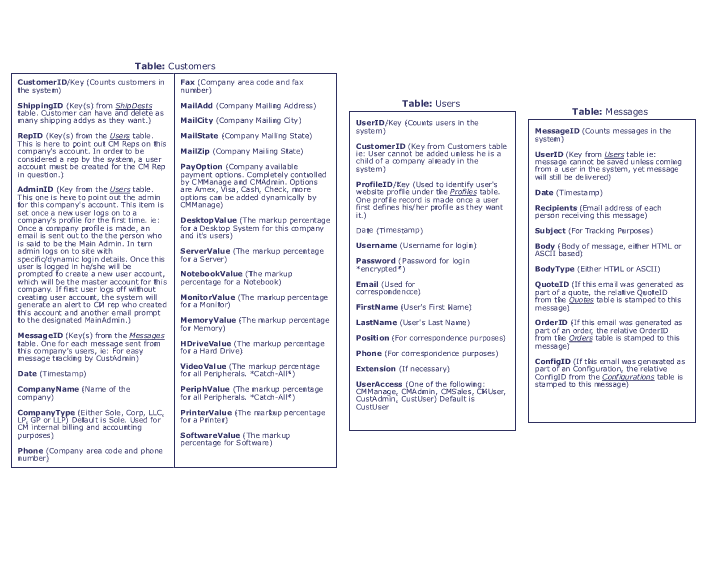 Table: Customers
CustomerID/Key (Counts customers in
the system)
ShippingID (Key(s) from ShipDests
table. Customer can have and delete as
many shipping addys as they want.)
RepID (Key(s) from the Users table.
This is here to point out CM Reps on this
company's account. In order to be
considered a rep by the system, a user
account must be created for the CM Rep
in question.)
AdminID (Key from the Users table.
This one is here to point out the admin
for this company's account. This item is
set once a new user logs on to a
company's profile for the first time. ie:
Once a company profile is made, an
email is sent out to the the person who
is said to be the Main Admin. In turn
admin logs on to site with
specific/dynamic login details. Once this
user is logged in he/she will be
prompted to create a new user account,
which will be the master account for this
company. If first user logs off without
creating user account, the system will
generate an alert to CM rep who created
this account and another email prompt
to the designated MainAdmin.)
MessageID (Key(s) from the Messages
table. One for each message sent from
this company's users, ie: For easy
message tracking by CustAdmin)
Date (Timestamp)
CompanyName (Name of the
company)
CompanyType (Either Sole, Corp, LLC,
LP, GP or LLP) Default is Sole. Used for
CM internal billing and accounting
purposes)
Phone (Company area code and phone
number)
Fax (Company area code and fax
number)
MailAdd (Company Mailing Address)
MailCity (Company Mailing City)
MailState (Company Mailing State)
MailZip (Company Mailing State)
PayOption (Company available
payment options. Completely contolled
by CMManage and CMAdmin. Options
are Amex, Visa, Cash, Check, more
options can be added dynamically by
CMManage)
DesktopValue (The markup percentage
for a Desktop System for this company
and it's users)
ServerValue (The markup percentage
for a Server)
NotebookValue (The markup
percentage for a Notebook)
MonitorValue (The markup percentage
for a Monitor)
MemoryValue (The markup percentage
for Memory)
HDriveValue (The markup percentage
for a Hard Drive)
VideoValue (The markup percentage
for all Peripherals. *Catch-All*)
PeriphValue (The markup percentage
for all Peripherals. *Catch-All*)
PrinterValue (The markup percentage
for a Printer)
SoftwareValue (The markup
percentage for Software)
Table: Users
UserID/Key (Counts users in the
system)
CustomerID (Key from Customers table
ie: User cannot be added unless he is a
child of a company already in the
system)
ProfileID/Key (Used to identify user's
website profile under the Profiles table.
One profile record is made once a user
first defines his/her profile as they want
it.)
Date (Timestamp)
Username (Username for login)
Password (Password for login
*encrypted*)
Email (Used for
correspondence)
FirstName (User's First Name)
LastName (User's Last Name)
Position (For correspondence purposes)
Phone (For correspondence purposes)
Extension (If necessary)
UserAccess (One of the following:
CMManage, CMAdmin, CMSales, CMUser,
CustAdmin, CustUser) Default is
CustUser
Table: Messages
MessageID (Counts messages in the
system)
UserID (Key from Users table ie:
message cannot be saved unless coming
from a user in the system, yet message
will still be delivered)
Date (Timestamp)
Recipients (Email address of each
person receiving this message)
Subject (For Tracking Purposes)
Body (Body of message, either HTML or
ASCII based)
BodyType (Either HTML or ASCII)
QuoteID (If this email was generated as
part of a quote, the relative QuoteID
from the Quotes table is stamped to this
message)
OrderID (If this email was generated as
part of an order, the relative OrderID
from the Orders table is stamped to this
message)
ConfigID (If this email was generated as
part of an Configuration, the relative
ConfigID from the Configurations table is
stamped to this message)